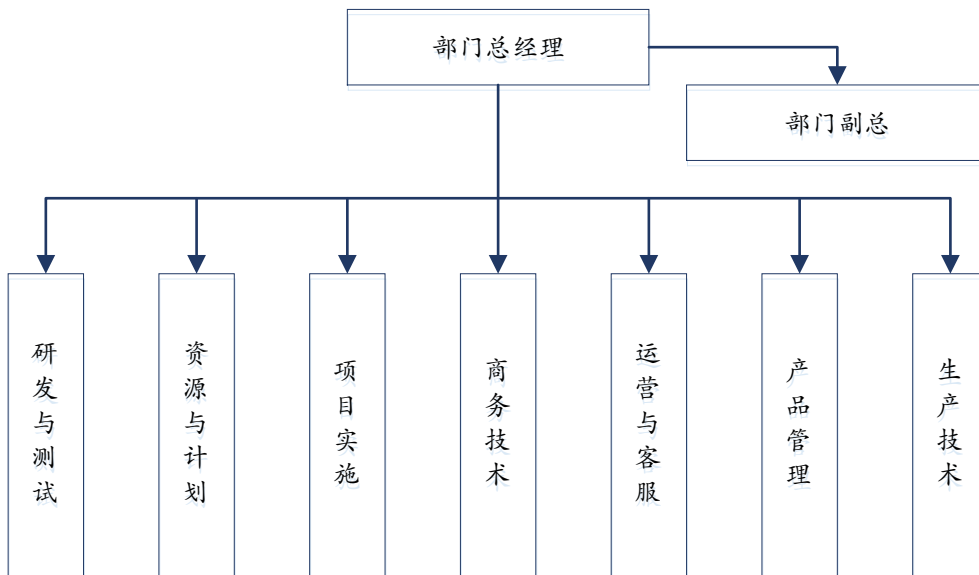 部门总经理
部门副总
研发与测试
资源与计划
项目实施
商务技术
运营与客服
产品管理
生产技术